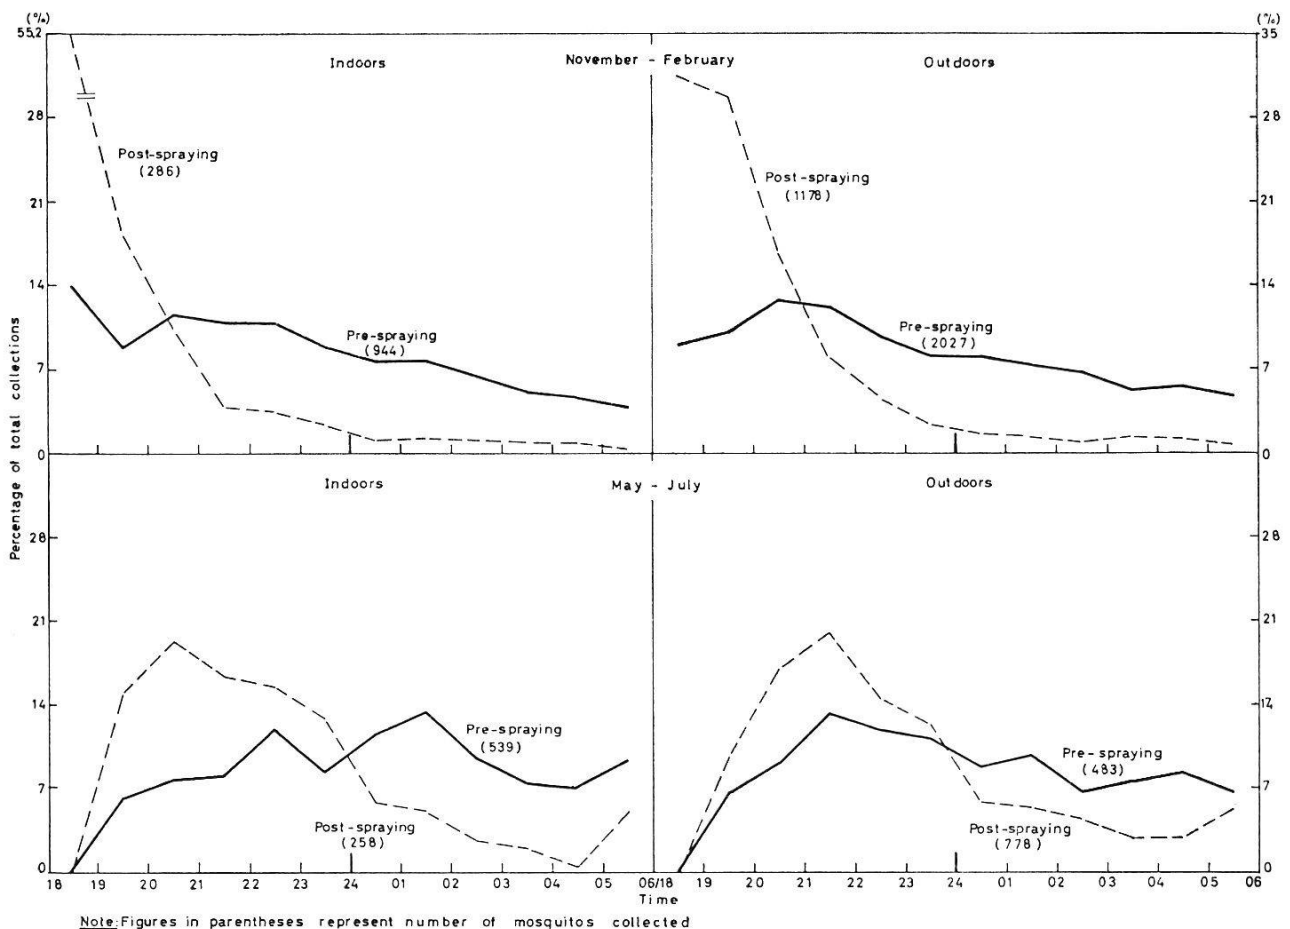 (%) (%)
55,2 35
Indoors November - February Outdoors
28 28
Post-spraying
(286)
Post-spraying
(1178)
21 21
14 14
Pre-spraying
(944)
Pre-spraying
(2027)
7 7
0 0
Percentage of total collections
Indoors May - July Outdoors
28 28
21 21
14 17,
Pre-spraying
(539)
Pre-spraying
(483)
7 7
Post-spraying
(258)
Post-spraying
(778)
0 0
18 19 20 21 22 23 24 01 02 03 04 05 06/18 19 20 21 22 23 24 01 02 03 04 05 06
Time
Note:Figures in parentheses represent number of mosquitos collected